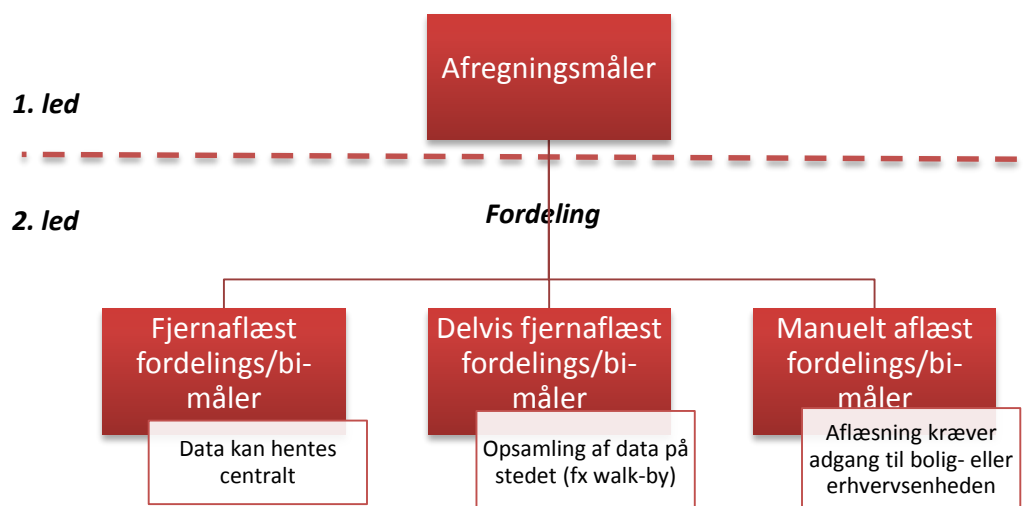 Afregningsmåler
1. led
2. led
Fordeling
Fjernaflæst
fordelings/bi-
måler
Data kan hentes
centralt
Delvis fjernaflæst
fordelings/bi-
måler
Opsamling af data på
stedet (fx walk-by)
Manuelt aflæst
fordelings/bi-
måler
Aflæsning kræver
adgang til bolig- eller
erhvervsenheden